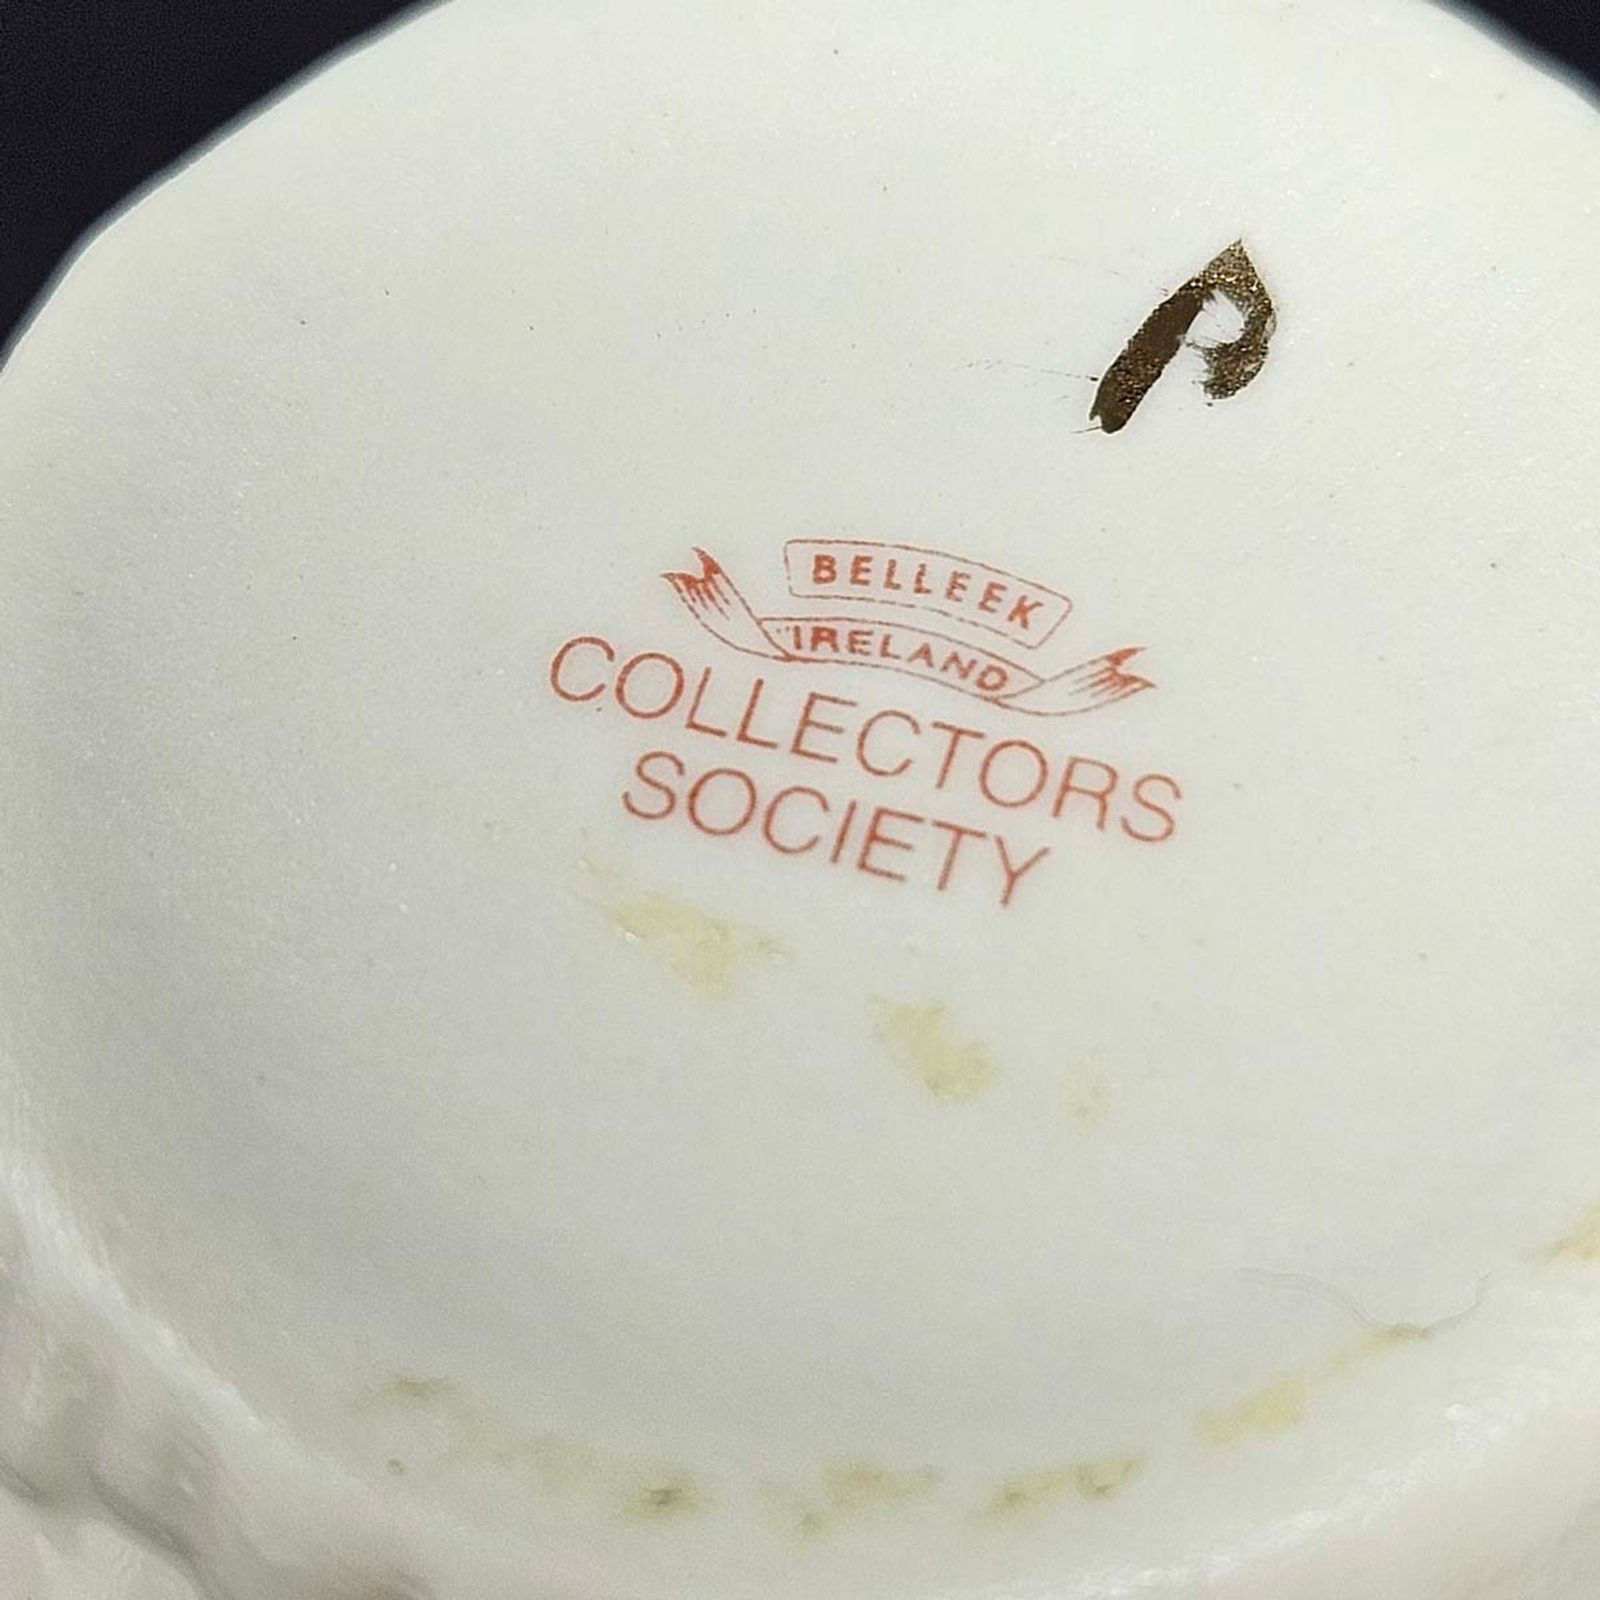 P
BELLEEK
IRELAND
COLLECTORS
SOCIETY